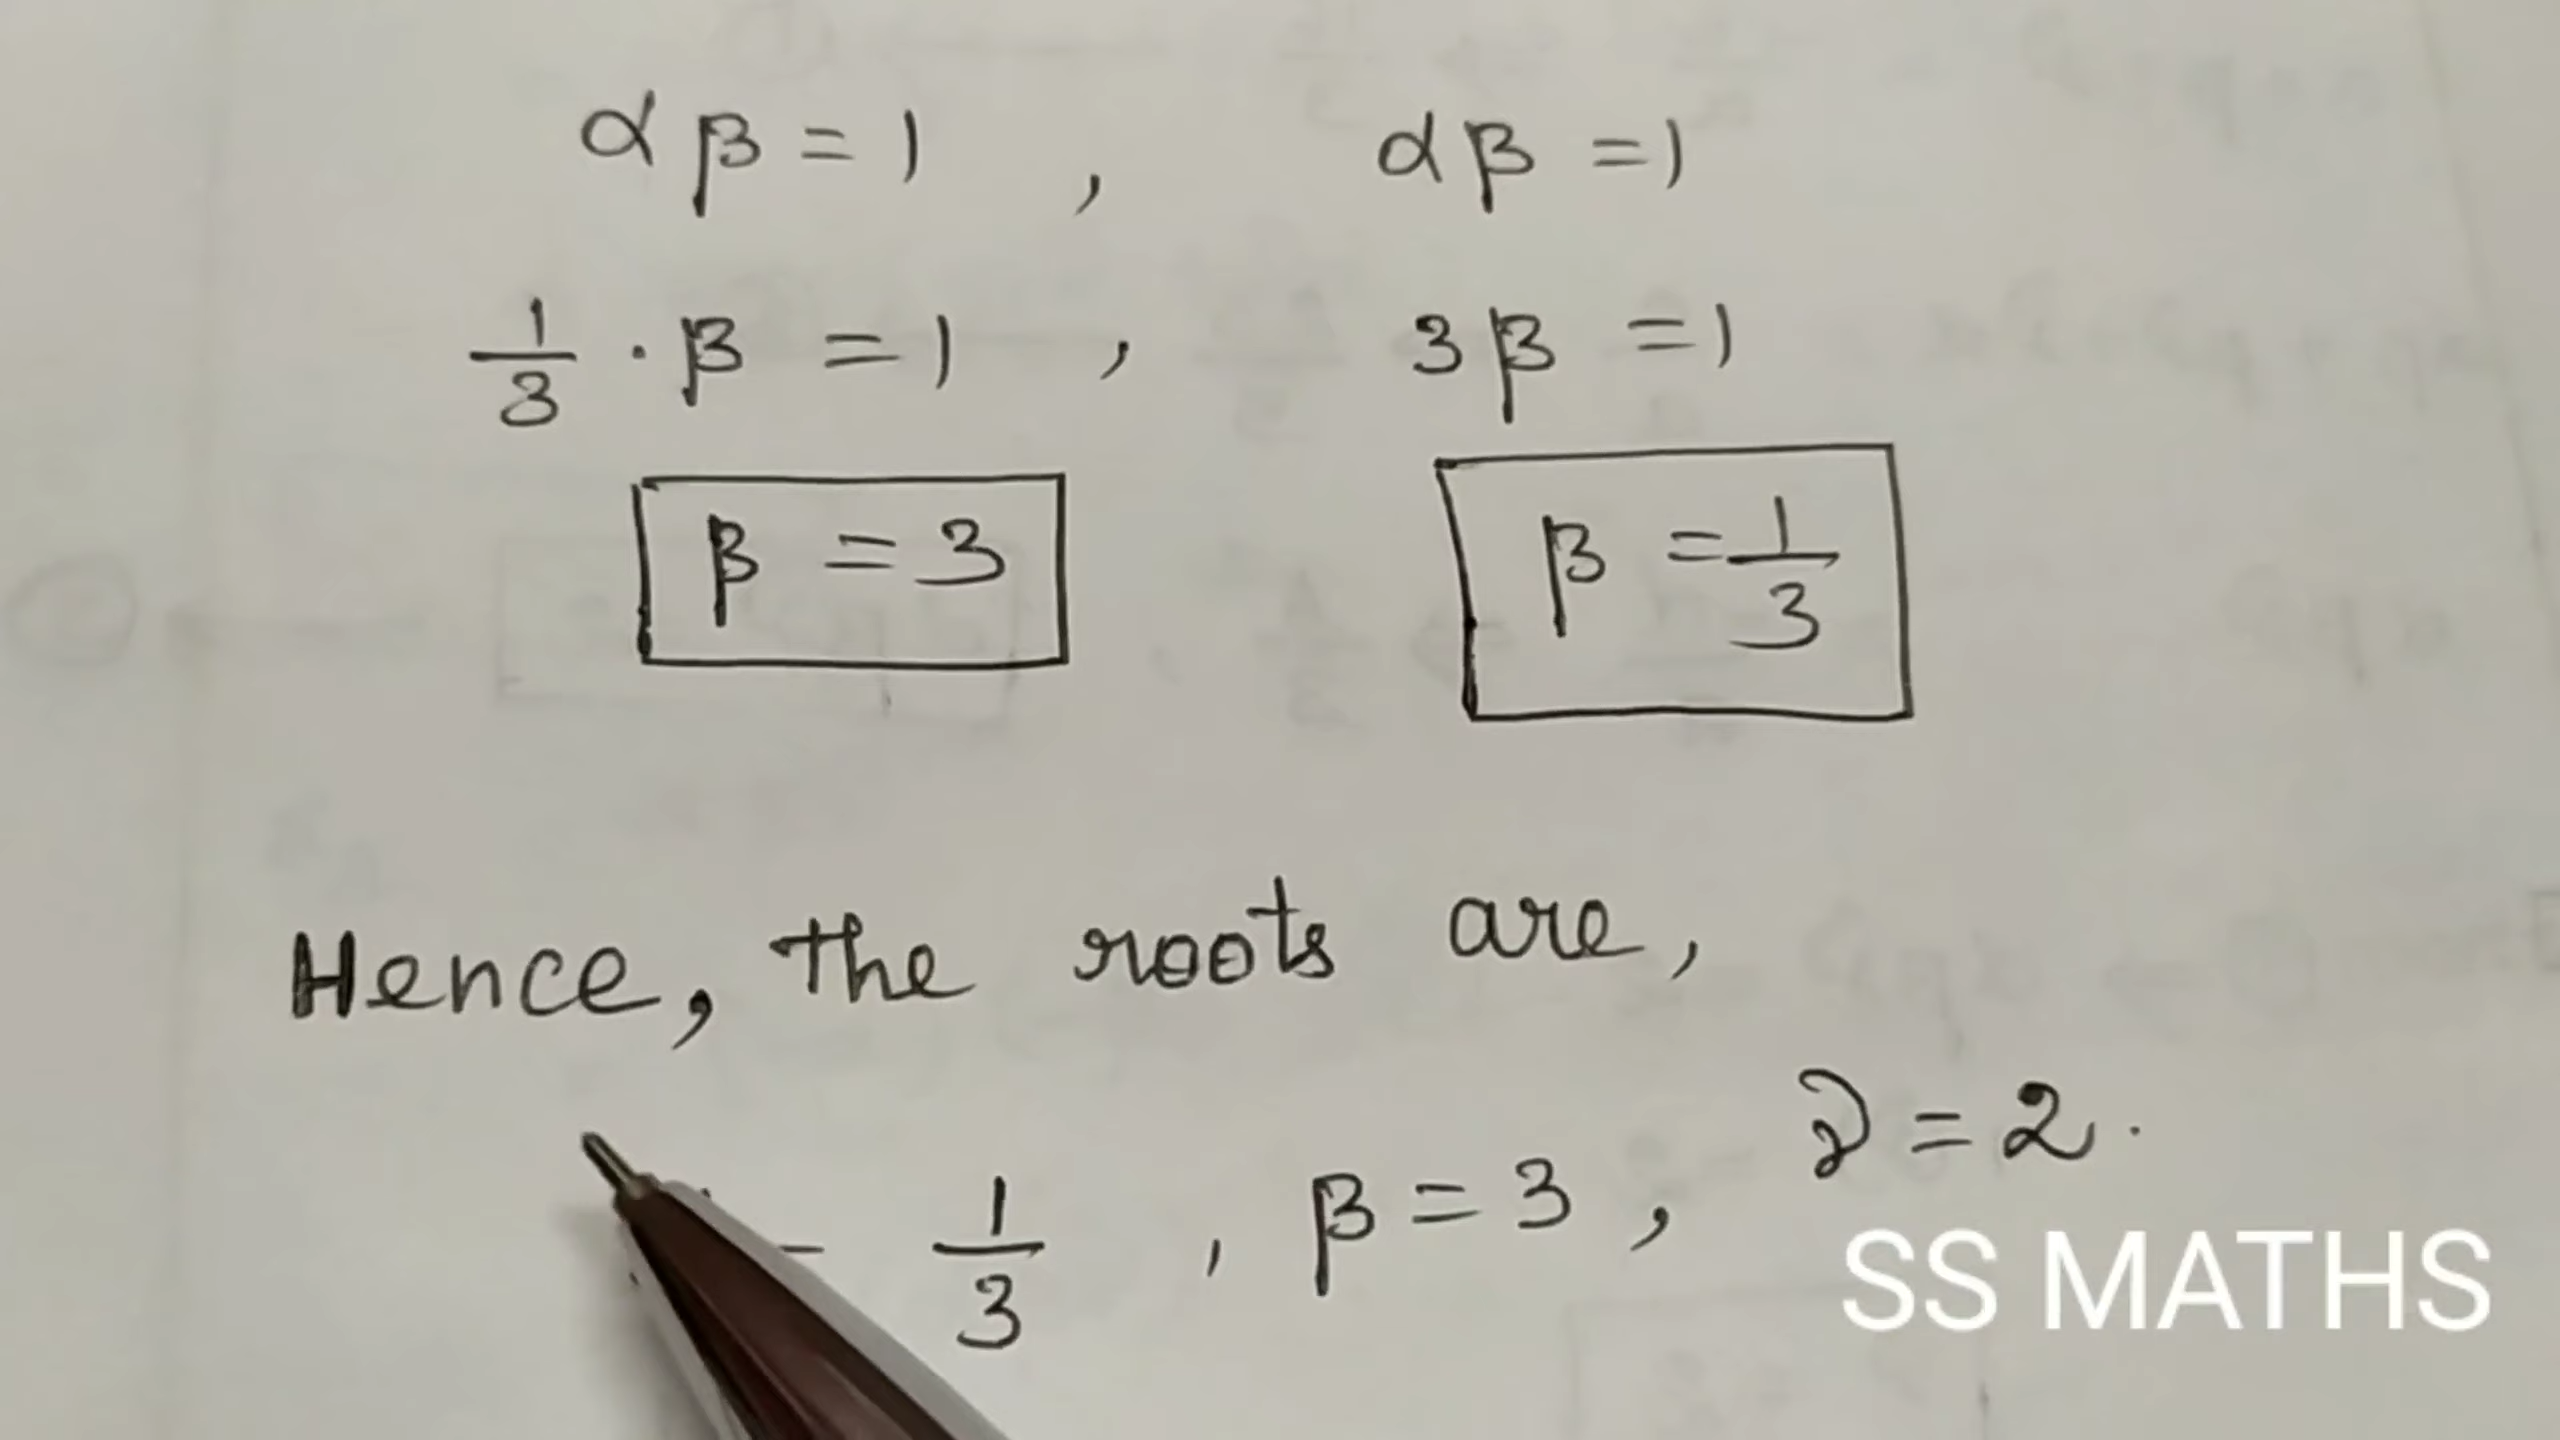 αβ = 1 , αβ = 1
1/3 · β = 1 , 3β = 1
β = 3 β = 1/3
Hence, the roots are,
= 1/3 , β = 3 , γ = 2.
SS MATHS